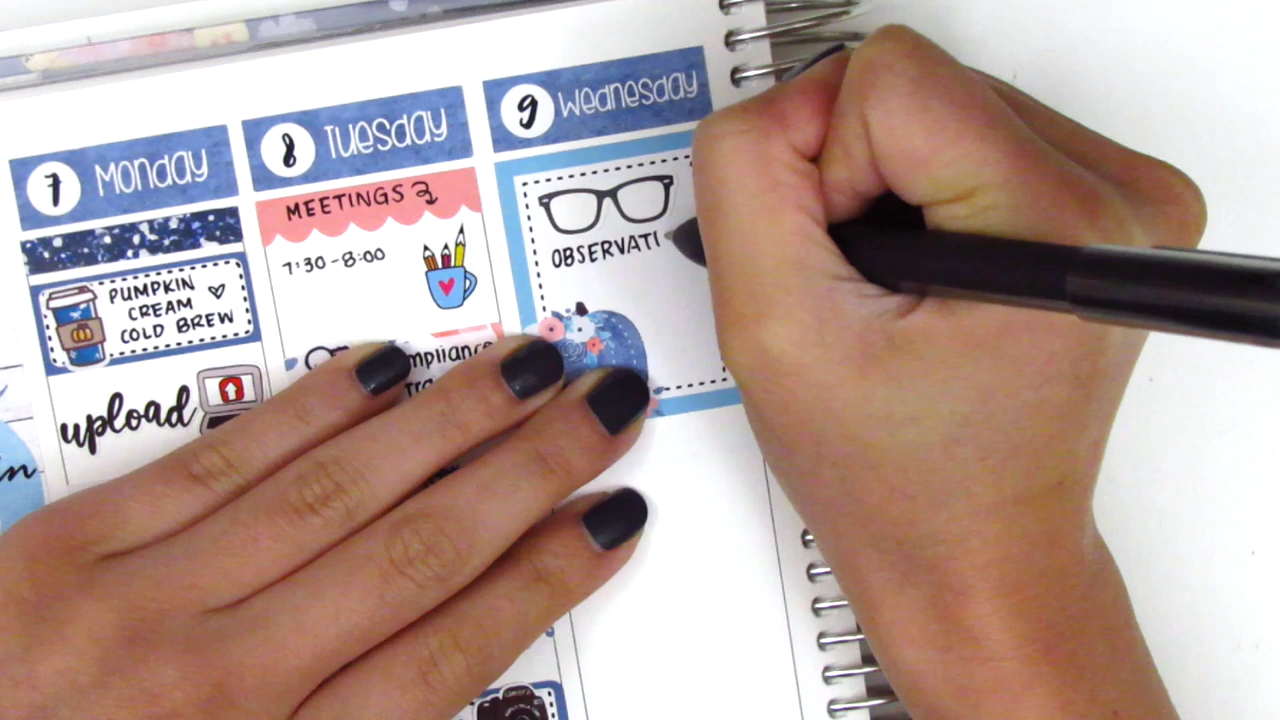 7 Monday
8 Tuesday
9 Wednesday
PUMPKIN
CREAM
COLD BREW
upload
MEETINGS
7:30-8:00
OBSERVATI